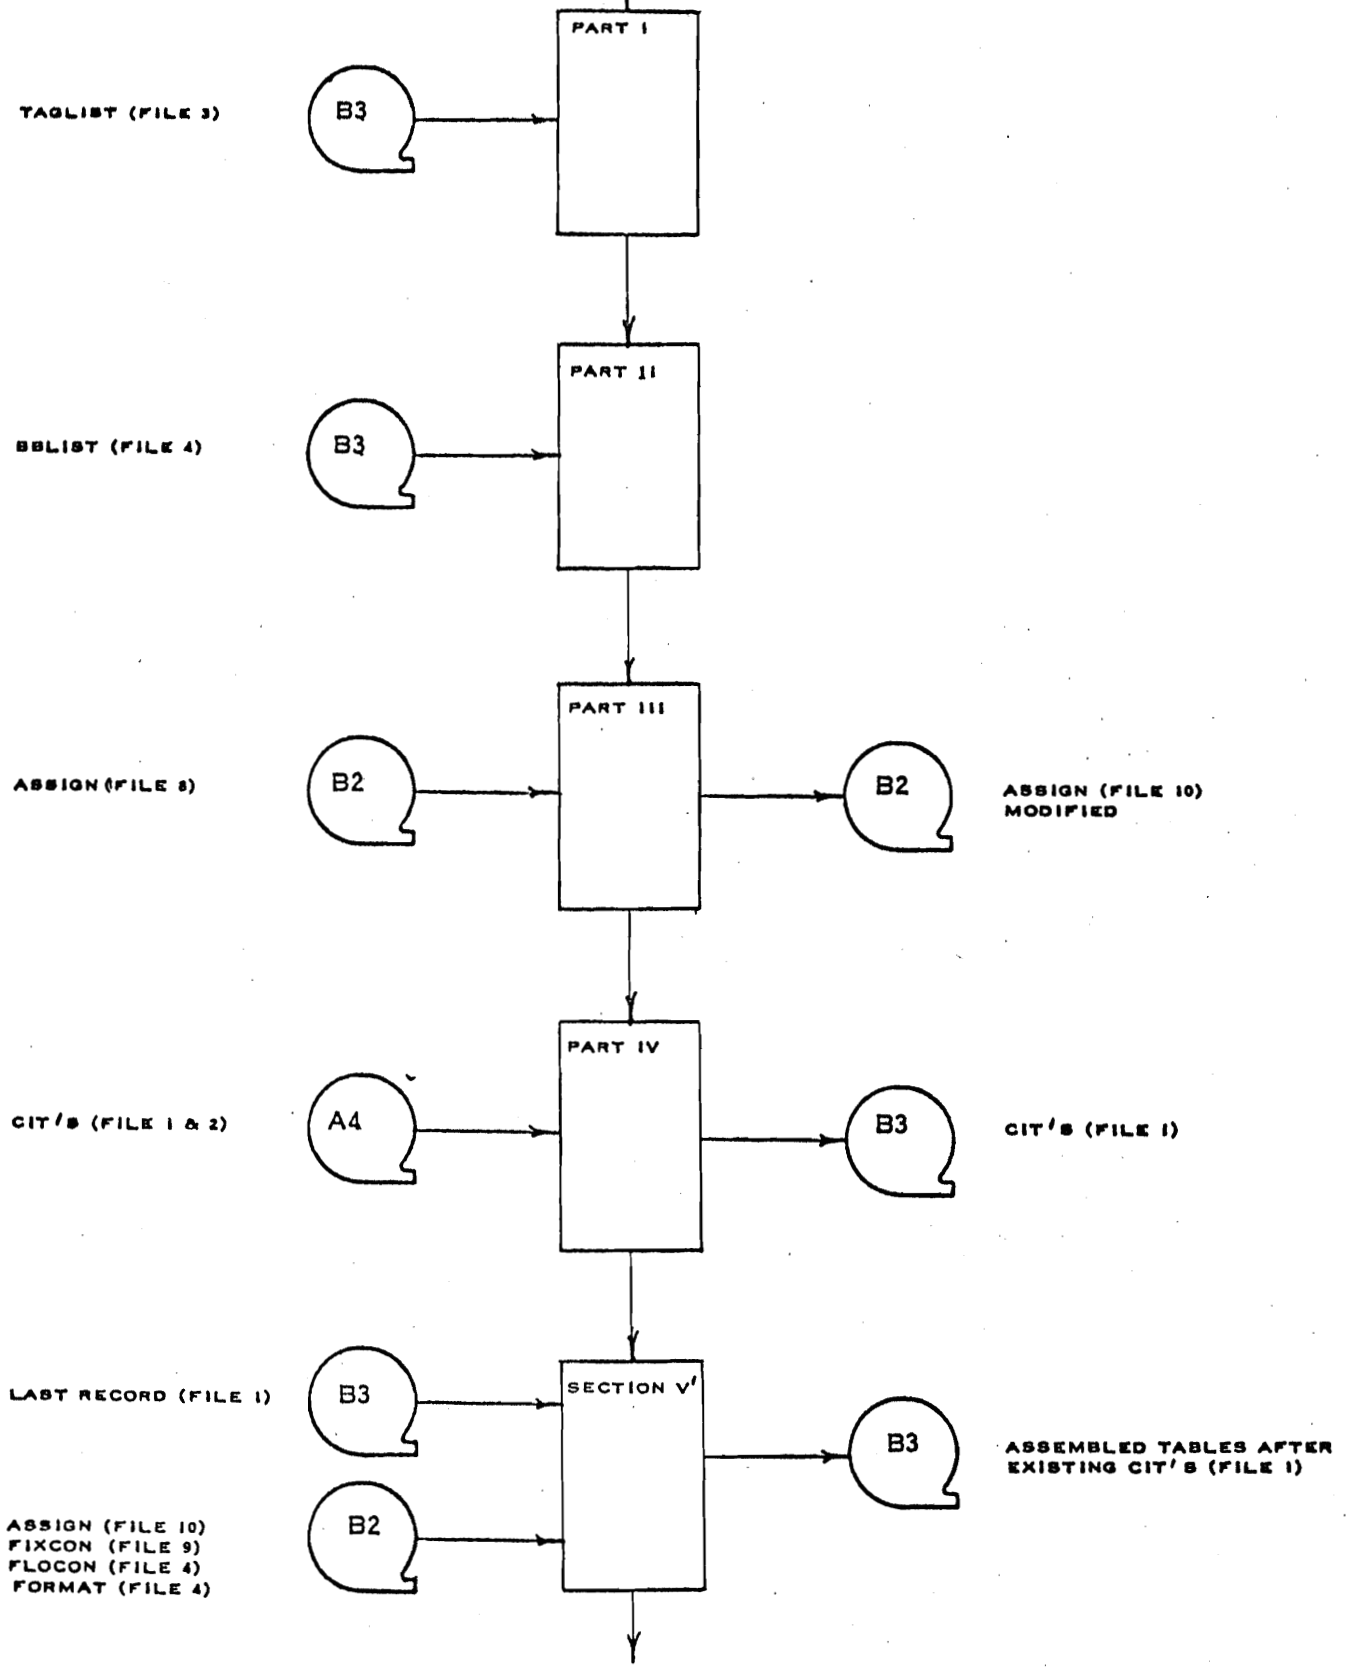 PART I
TAGLIST (FILE 3)
B3
PART II
BBLIST (FILE 4)
B3
PART III
ASSIGN (FILE 8)
B2
B2
ASSIGN (FILE 10)
MODIFIED
PART IV
CIT'S (FILE 1 & 2)
A4
B3
CIT'S (FILE 1)
SECTION V'
LAST RECORD (FILE 1)
B3
B3
ASSEMBLED TABLES AFTER
EXISTING CIT'S (FILE 1)
B2
ASSIGN (FILE 10)
FIXCON (FILE 9)
FLOCON (FILE 4)
FORMAT (FILE 4)